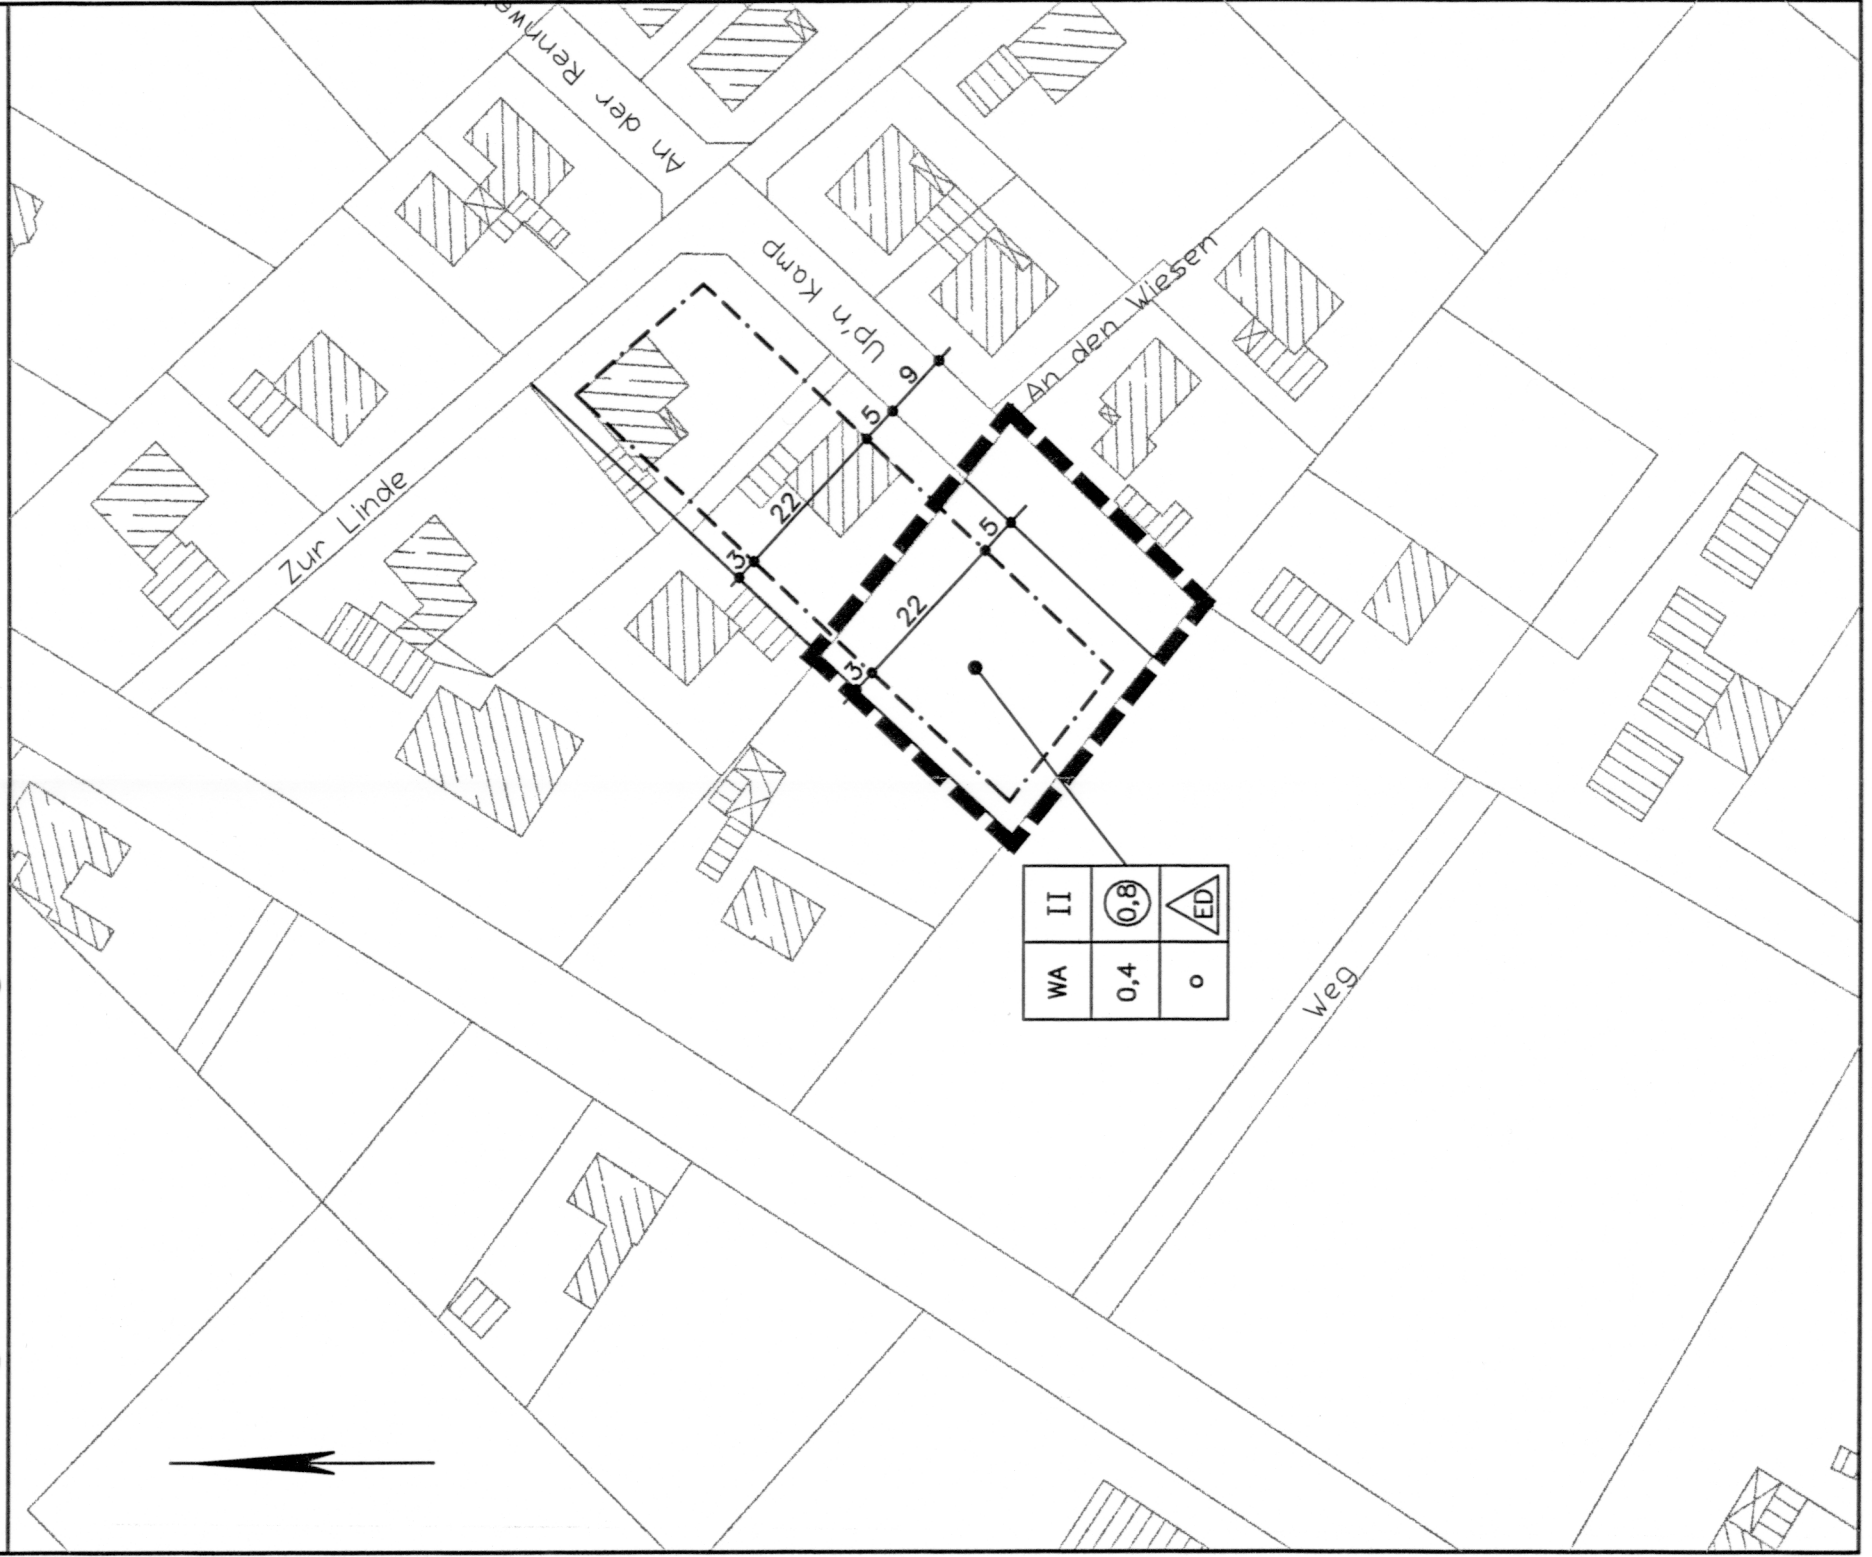 An der Rennwe
Up'n Kamp
An den Wiesen
Zur Linde
9
5
22
3
5
22
3
WA II
0,4 0,8
o ED
Weg